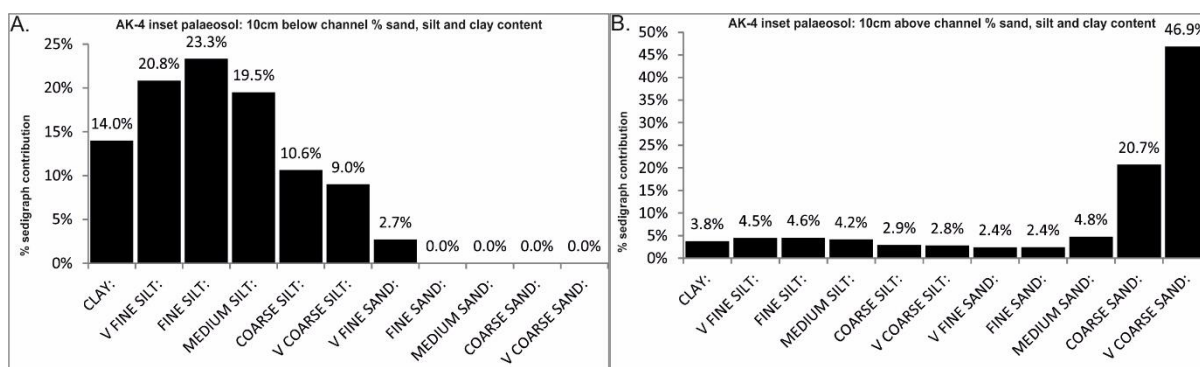 A.
AK-4 inset palaeosol: 10cm below channel % sand, silt and clay content
% sedigraph contribution
25%
20%
15%
10%
5%
0%
14.0%
20.8%
23.3%
19.5%
10.6%
9.0%
2.7%
0.0%
0.0%
0.0%
0.0%
CLAY:
V FINE SILT:
FINE SILT:
MEDIUM SILT:
COARSE SILT:
V COARSE SILT:
V FINE SAND:
FINE SAND:
MEDIUM SAND:
COARSE SAND:
V COARSE SAND:
B.
AK-4 inset palaeosol: 10cm above channel % sand, silt and clay content
% sedigraph contribution
50%
45%
40%
35%
30%
25%
20%
15%
10%
5%
0%
3.8%
4.5%
4.6%
4.2%
2.9%
2.8%
2.4%
2.4%
4.8%
20.7%
46.9%
CLAY:
V FINE SILT:
FINE SILT:
MEDIUM SILT:
COARSE SILT:
V COARSE SILT:
V FINE SAND:
FINE SAND:
MEDIUM SAND:
COARSE SAND:
V COARSE SAND: